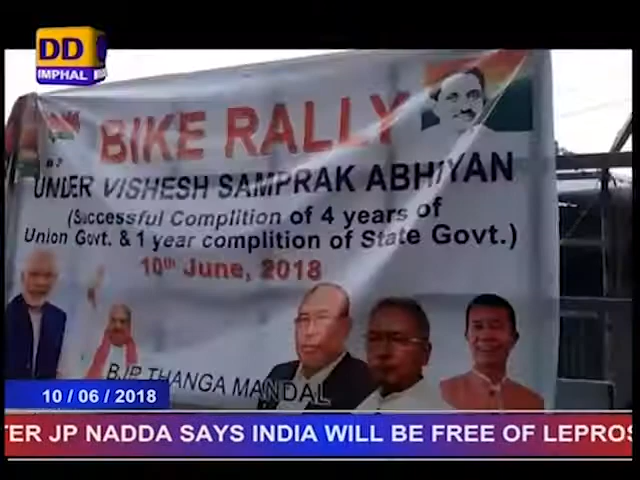 DD
IMPHAL
BIKE RALLY
UNDER VISHESH SAMPRAK ABHIYAN
(Successful Complition of 4 years of
Union Govt. & 1 year complition of State Govt.)
10th June, 2018
BJP THANGA MANDAL
10 / 06 / 2018
TER JP NADDA SAYS INDIA WILL BE FREE OF LEPROS